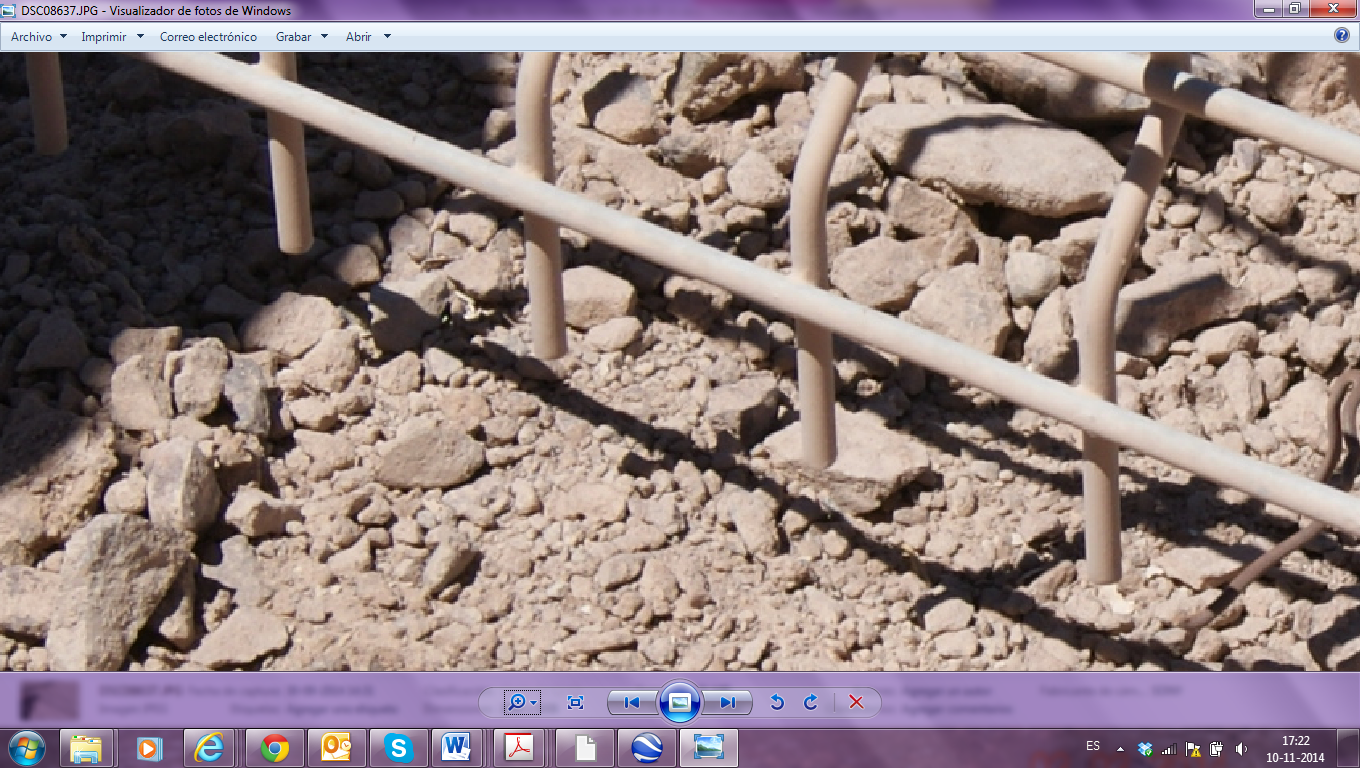 DSC08637.JPG - Visualizador de fotos de Windows
Archivo Imprimir Correo electrónico Grabar Abrir
ES
17:22
10-11-2014